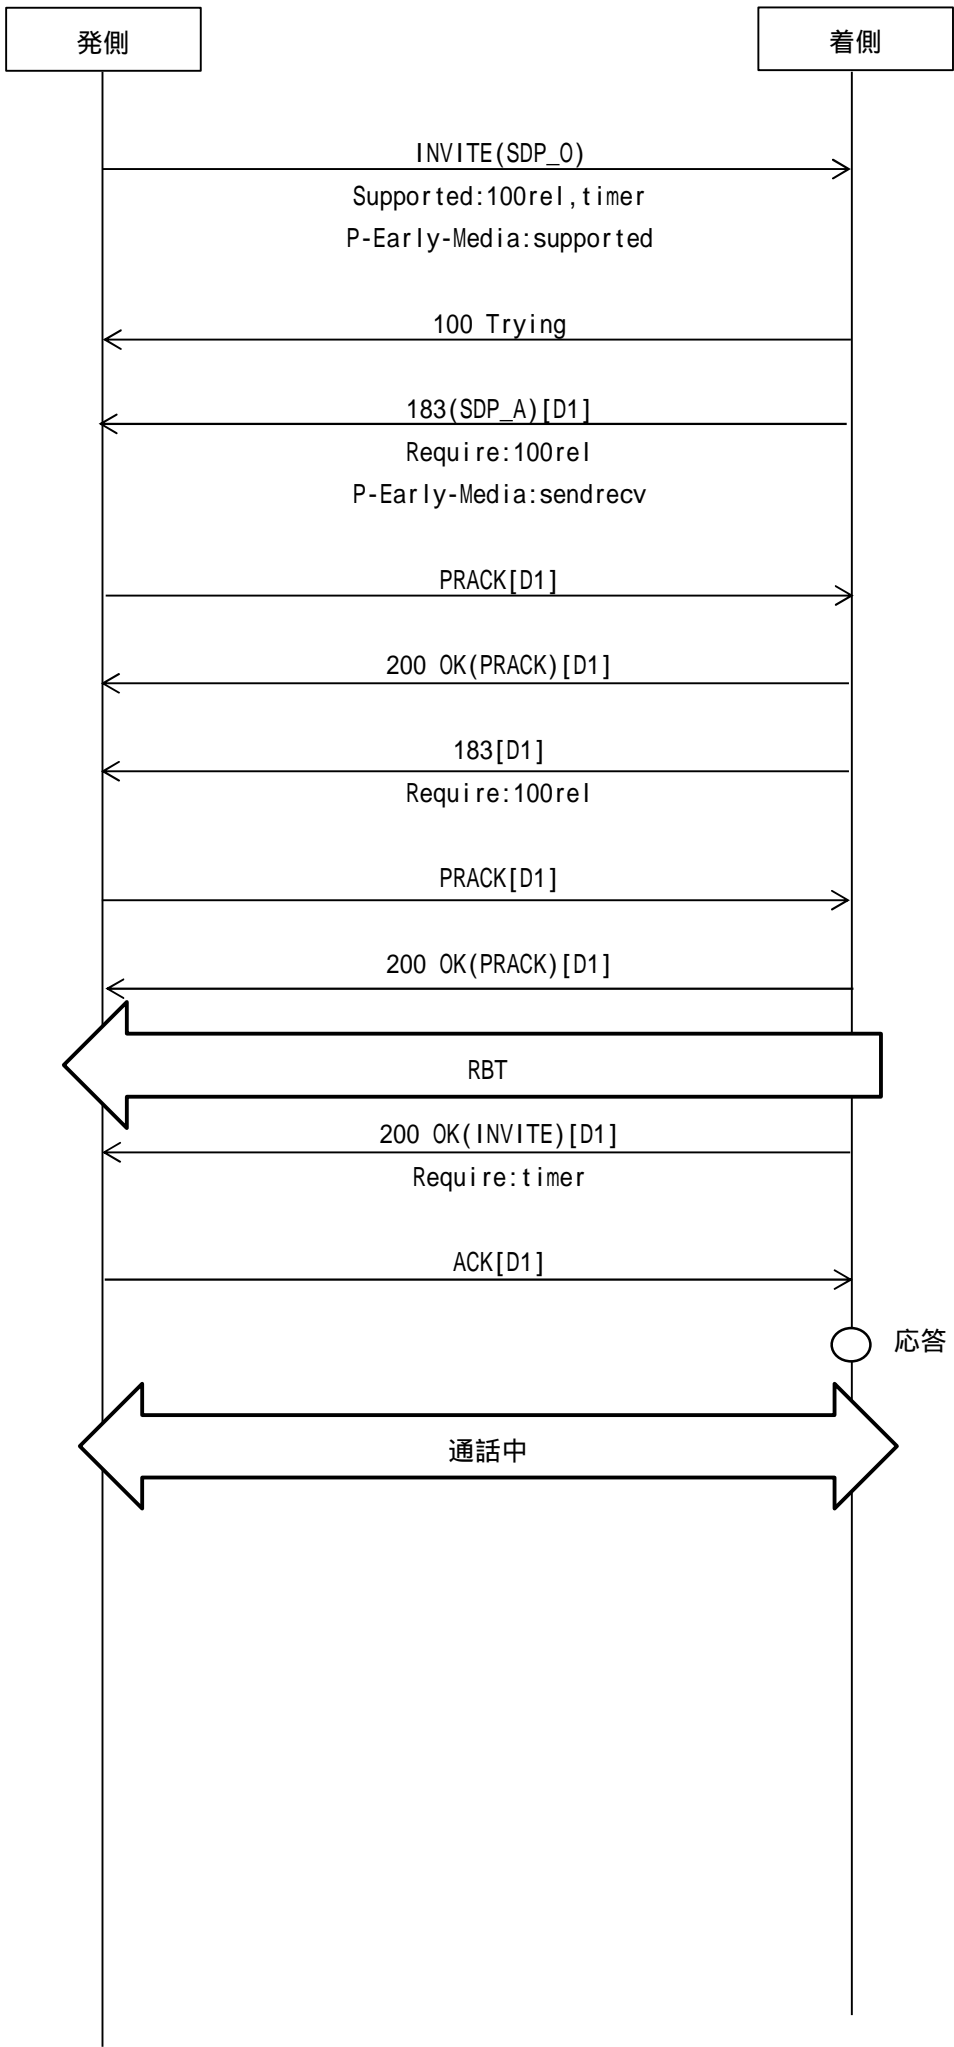 発側
着側
INVITE(SDP_O)
Supported:100rel,timer
P-Early-Media:supported
100 Trying
183(SDP_A)[D1]
Require:100rel
P-Early-Media:sendrecv
PRACK[D1]
200 OK(PRACK)[D1]
183[D1]
Require:100rel
PRACK[D1]
200 OK(PRACK)[D1]
RBT
200 OK(INVITE)[D1]
Require:timer
ACK[D1]
応答
通話中